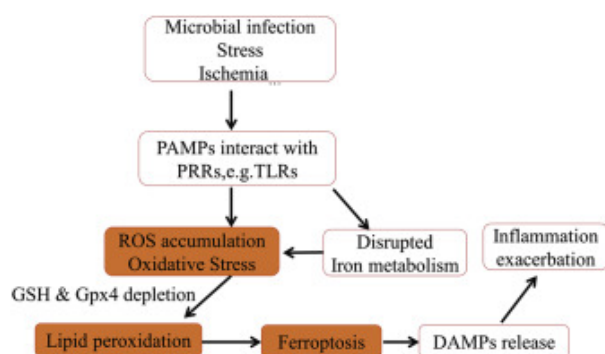 Microbial infection
Stress
Ischemia...
PAMPs interact with
PRRs,e.g.TLRs
ROS accumulation
Oxidative Stress
Disrupted
Iron metabolism
Inflammation
exacerbation
GSH & Gpx4 depletion
Lipid peroxidation
Ferroptosis
DAMPs release